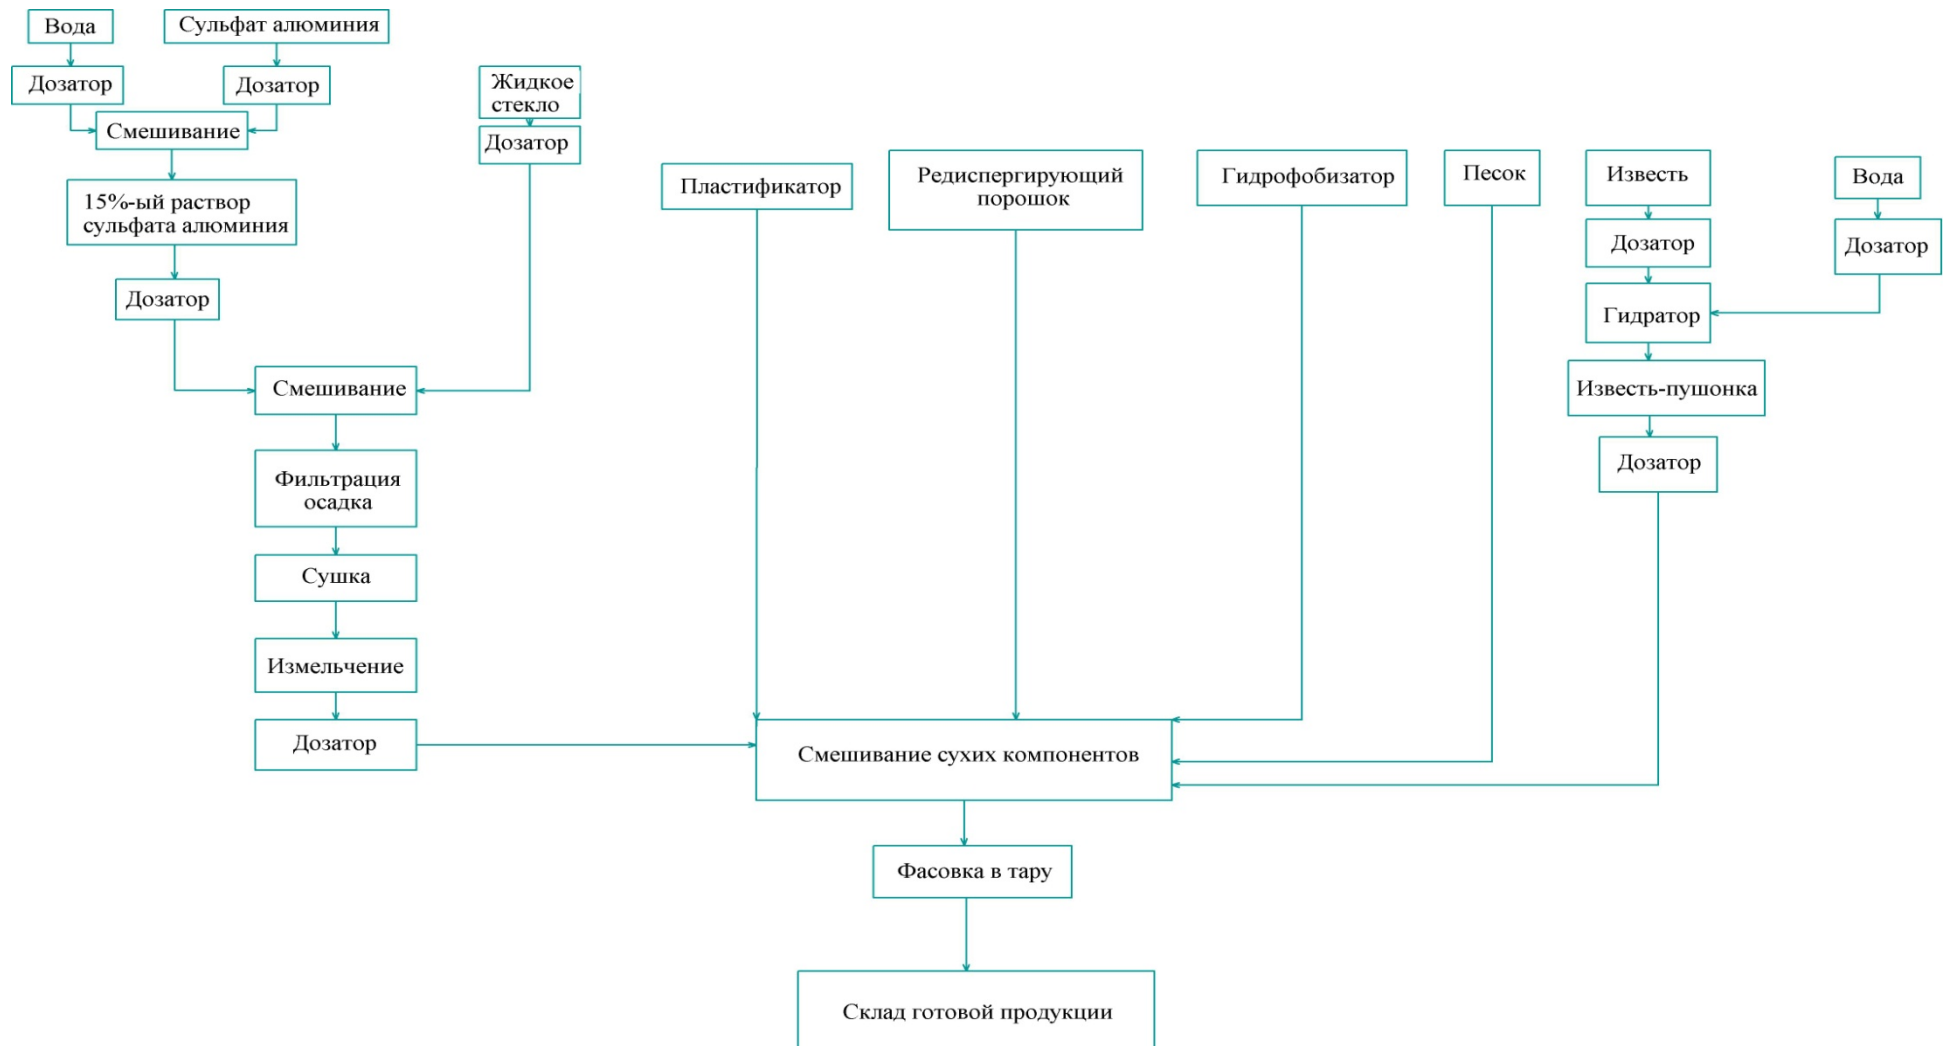 Вода
Сульфат алюминия
Дозатор
Дозатор
Жидкое
стекло
Смешивание
Дозатор
Пластификатор
Редиспергирующий
порошок
Гидрофобизатор
Песок
Известь
Вода
15%-ый раствор
сульфата алюминия
Дозатор
Дозатор
Дозатор
Гидратор
Смешивание
Известь-пушонка
Фильтрация
осадка
Дозатор
Сушка
Измельчение
Дозатор
Смешивание сухих компонентов
Фасовка в тару
Склад готовой продукции